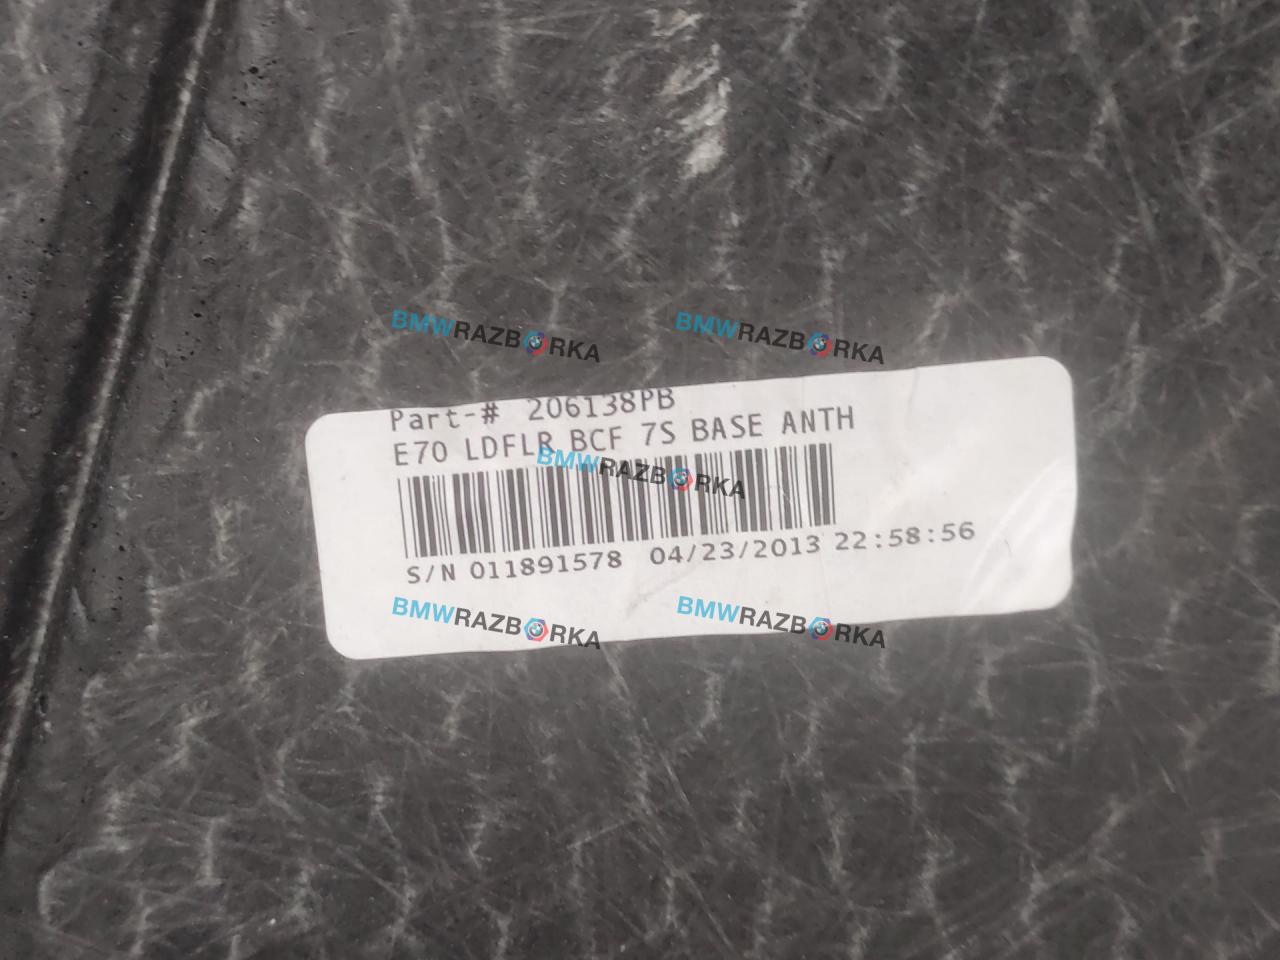 BMWRAZBORKA BMWRAZBORKA
Part-# 206138PB
E70 LDFLR BCF 7S BASE ANTH
BMWRAZBORKA
S/N 011891578 04/23/2013 22:58:56
BMWRAZBORKA BMWRAZBORKA